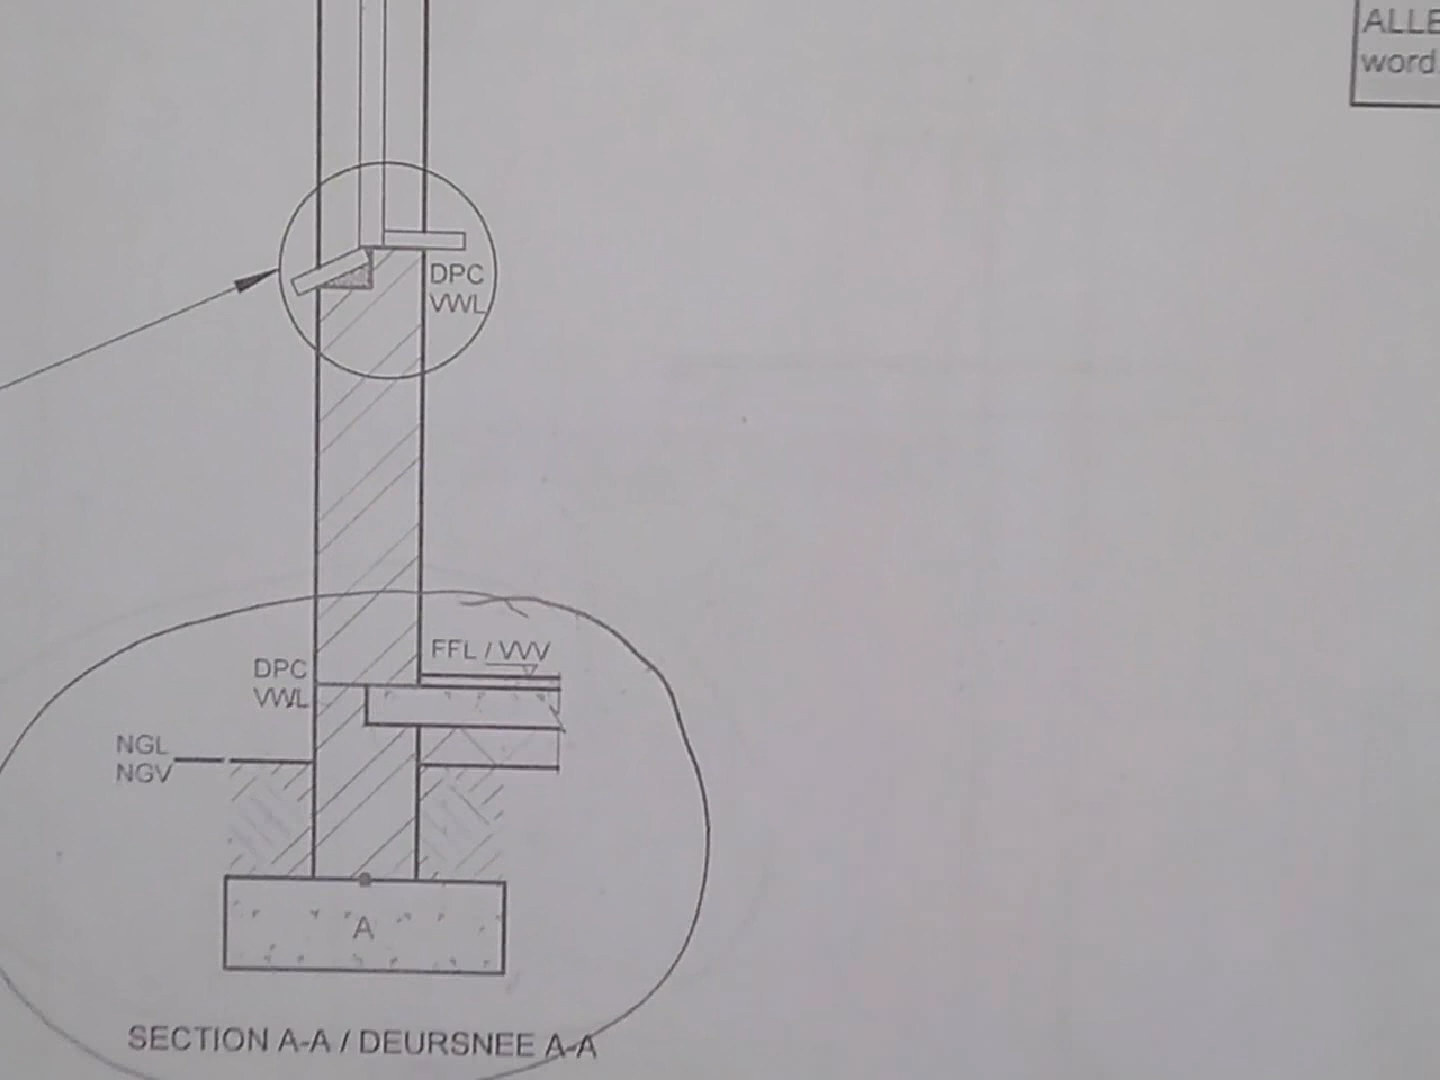 ALLE
word
DPC
VWL
FFL / VVV
DPC
VWL
NGL
NGV
A
SECTION A-A / DEURSNEE A-A